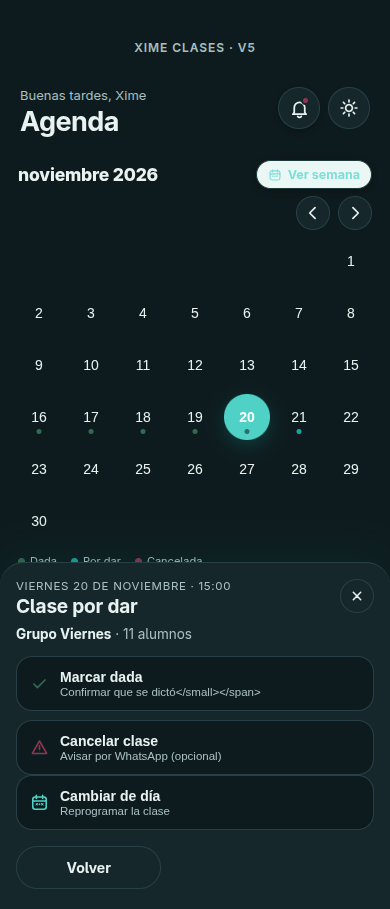 XIME CLASES · V5
Buenas tardes, Xime
Agenda
noviembre 2026
Ver semana
1
2 3 4 5 6 7 8
9 10 11 12 13 14 15
16 17 18 19 20 21 22
23 24 25 26 27 28 29
30
Dada Por dar Cancelada
VIERNES 20 DE NOVIEMBRE · 15:00
Clase por dar
Grupo Viernes · 11 alumnos
Marcar dada
Confirmar que se dictó</small></span>
Cancelar clase
Avisar por WhatsApp (opcional)
Cambiar de día
Reprogramar la clase
Volver